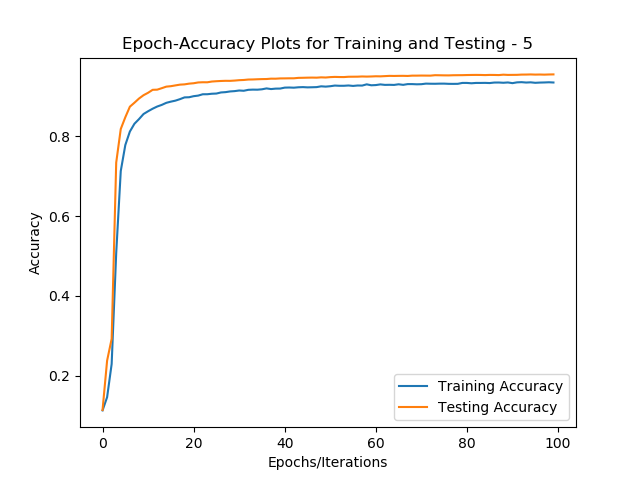 Epoch-Accuracy Plots for Training and Testing - 5
0.8
0.6
0.4
0.2
Accuracy
0 20 40 60 80 100
Epochs/Iterations
Training Accuracy
Testing Accuracy